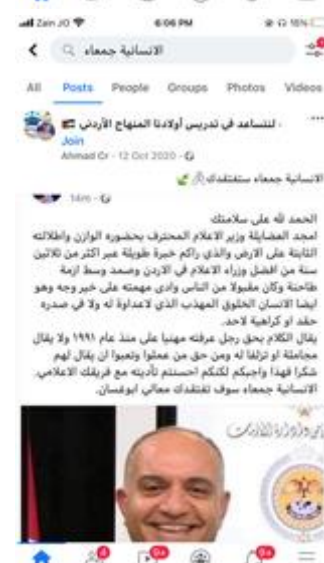 Zain JO
6:06 PM
الانسانية جمعاء
All Posts People Groups Photos Videos
لنتساعد في تدريس أولادنا المنهاج الأردني
Join
Ahmad Cr · 12 Oct 2020
الانسانية جمعاء ستفتقدك
14m
الحمد لله على سلامتك
امجد العضايلة وزير الاعلام المحترف بحضوره الوازن واطلالته
الثابتة على الارض والذي راكم خبرة طويلة عبر اكثر من ثلاثين
سنة من افضل وزراء الاعلام في الاردن وصمد وسط ازمة
طاحنة وكان مقبولا من الناس وادى مهمته على خير وجه وهو
ايضا الانسان الخلوق المهذب الذي لاعداوة له ولا في صدره
حقد او كراهية لاحد.
يقال الكلام بحق رجل عرفته مهنيا على منذ عام ١٩٩١ ولا يقال
مجاملة او تزلفا له ومن حق من عملوا وتعبوا ان يقال لهم
شكرا فهذا واجبكم لكنكم احسنتم تأديته مع فريقك الاعلامي.
الانسانية جمعاء سوف تفتقدك معالي ابوغسان.